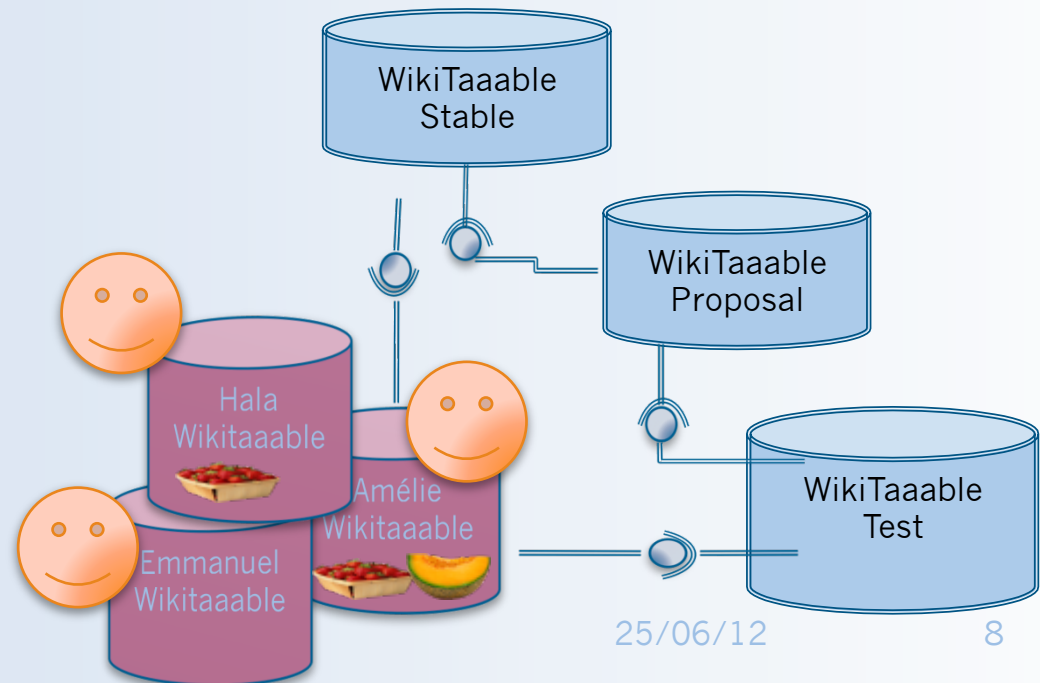 WikiTaaable
Stable
WikiTaaable
Proposal
Hala
Wikitaaable
Amélie
Wikitaaable
WikiTaaable
Test
Emmanuel
Wikitaaable
25/06/12
8